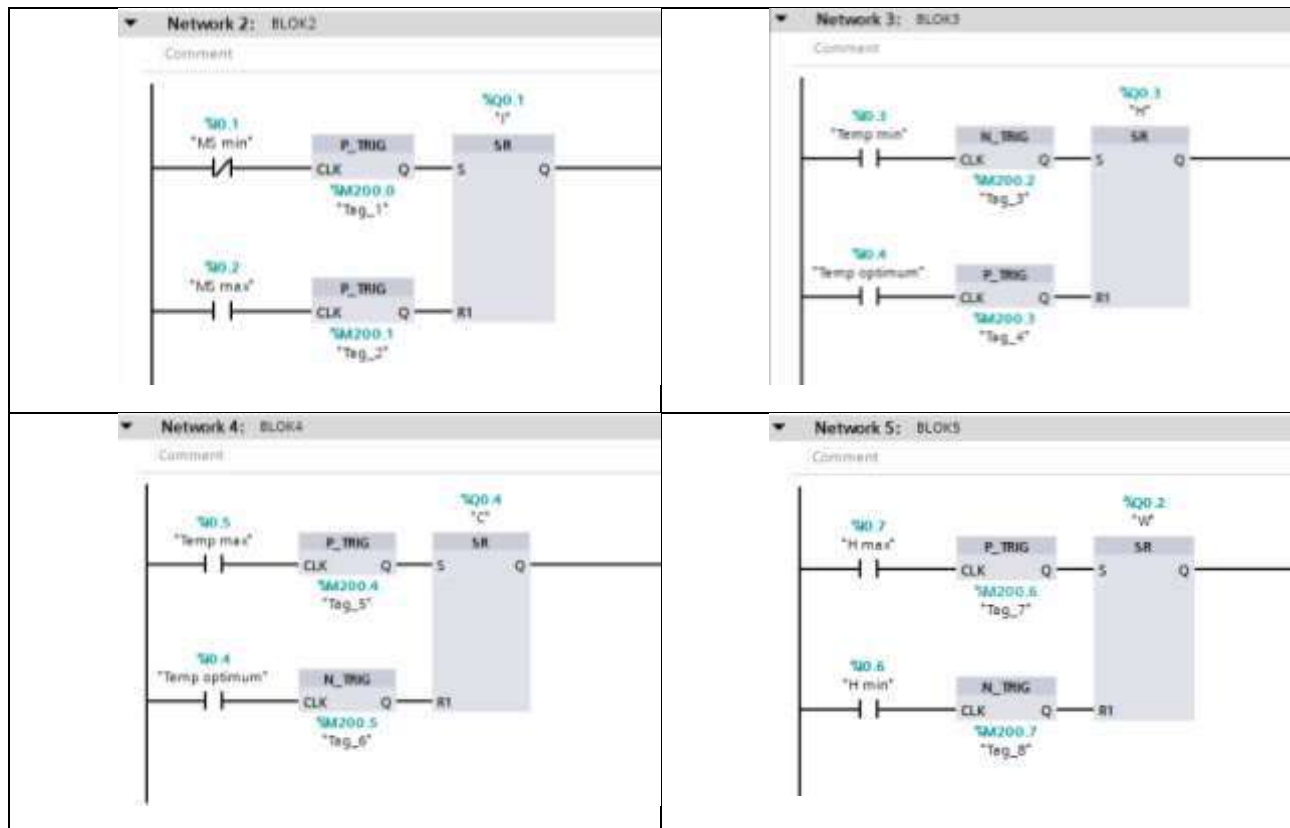 Network 2: BLOK2
Comment
%Q0.1
"I"
%I0.1
"MS min"
P_TRIG
SR
CLK Q
S Q
%M200.0
"Tag_1"
%I0.2
"MS max"
P_TRIG
CLK Q
R1
%M200.1
"Tag_2"
Network 3: BLOK3
Comment
%Q0.3
"H"
%I0.3
"Temp min"
N_TRIG
SR
CLK Q
S Q
%M200.2
"Tag_3"
%I0.4
"Temp optimum"
P_TRIG
CLK Q
R1
%M200.3
"Tag_4"
Network 4: BLOK4
Comment
%Q0.4
"C"
%I0.5
"Temp max"
P_TRIG
SR
CLK Q
S Q
%M200.4
"Tag_5"
%I0.4
"Temp optimum"
N_TRIG
CLK Q
R1
%M200.5
"Tag_6"
Network 5: BLOK5
Comment
%Q0.2
"W"
%I0.7
"H max"
P_TRIG
SR
CLK Q
S Q
%M200.6
"Tag_7"
%I0.6
"H min"
N_TRIG
CLK Q
R1
%M200.7
"Tag_8"